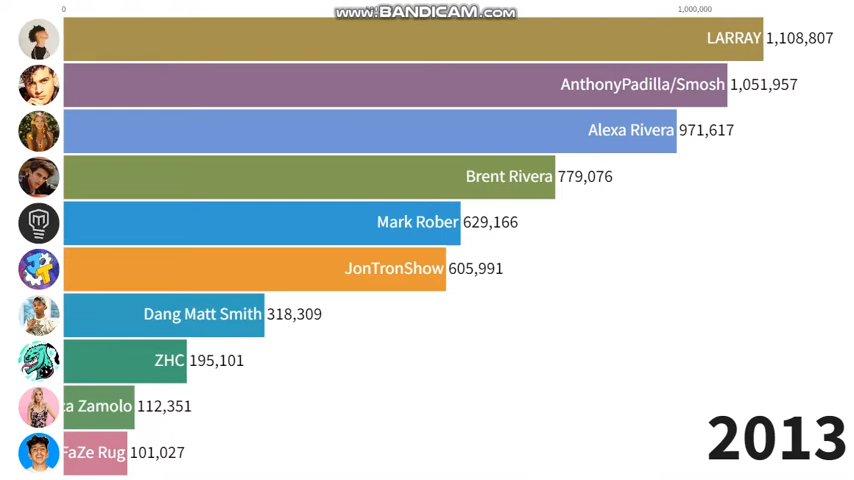 www.BANDICAM.com
0
1,000,000
LARRAY 1,108,807
AnthonyPadilla/Smosh 1,051,957
Alexa Rivera 971,617
Brent Rivera 779,076
Mark Rober 629,166
JonTronShow 605,991
Dang Matt Smith 318,309
ZHC 195,101
Zamolo 112,351
FaZe Rug 101,027
2013